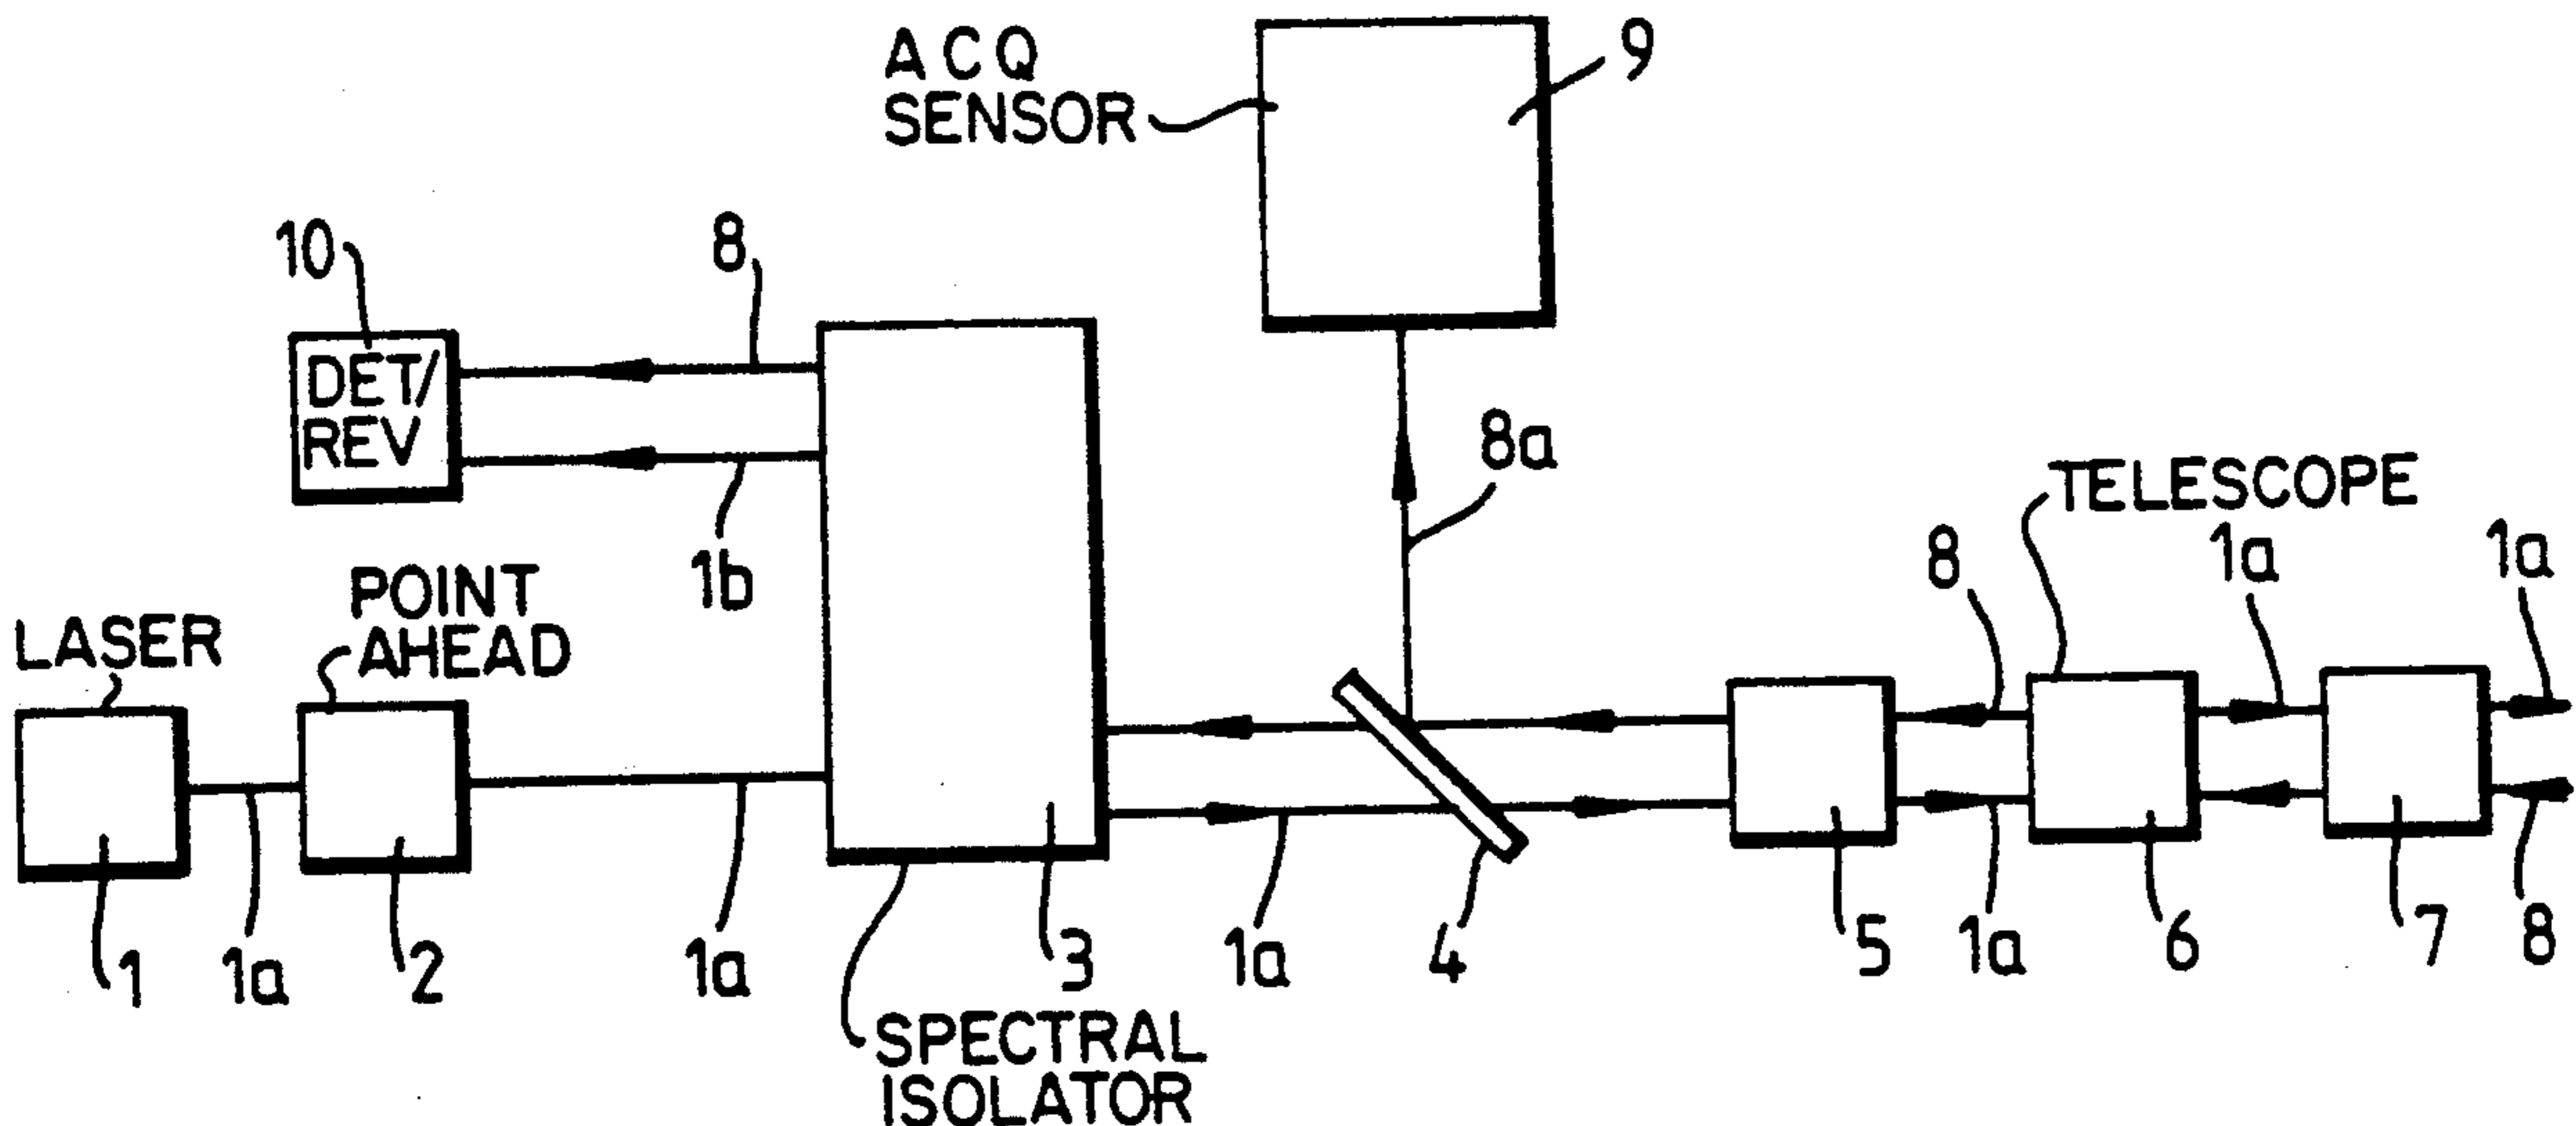 ACQ
SENSOR
9
10
8
DET/
REV
1b
8a
TELESCOPE
8
1a
1a
POINT
AHEAD
LASER
1
1a
2
1a
3
1a
4
5
1a
6
7
8
SPECTRAL
ISOLATOR